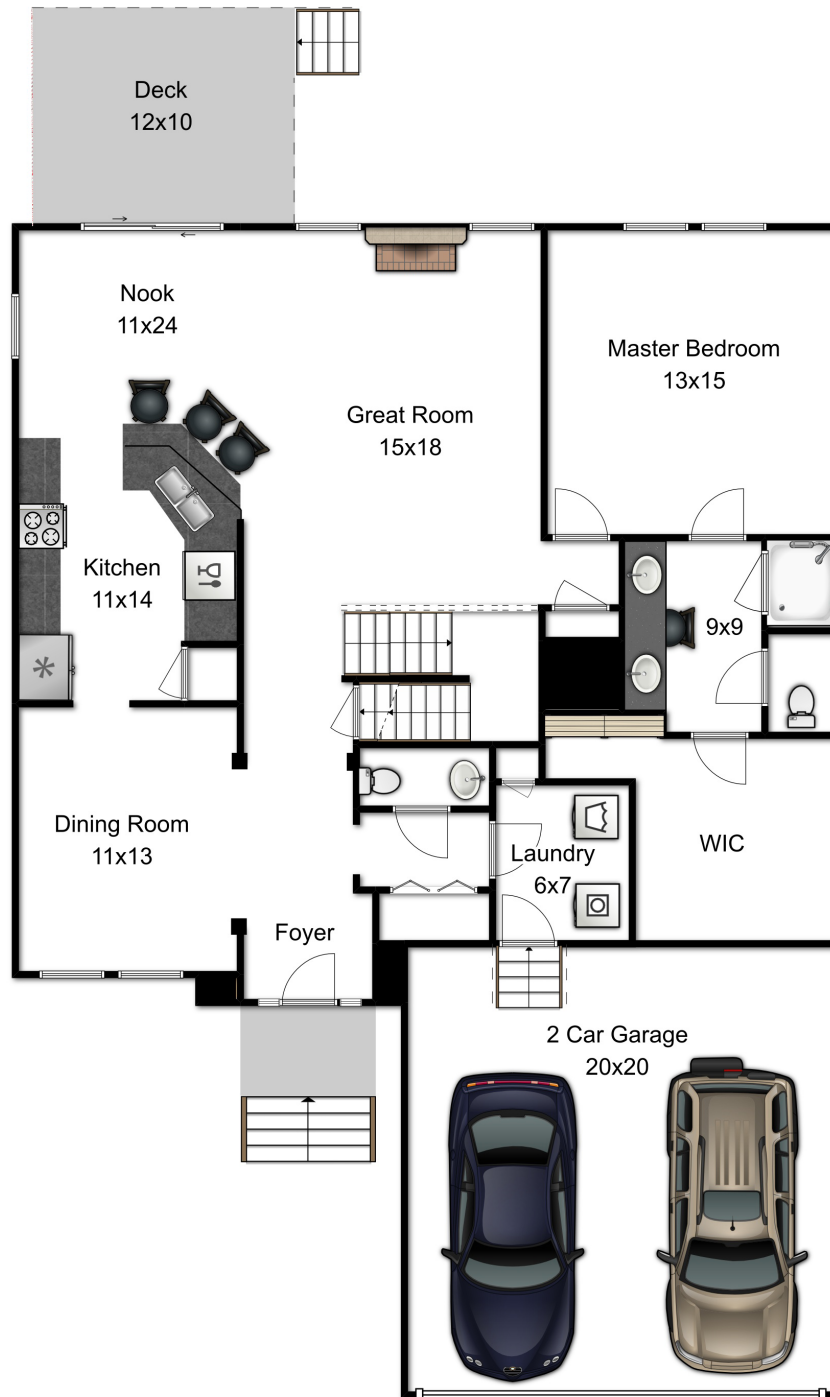 Deck
12x10
Nook
11x24
Master Bedroom
13x15
Great Room
15x18
Kitchen
11x14
9x9
Dining Room
11x13
Laundry
6x7
WIC
Foyer
2 Car Garage
20x20